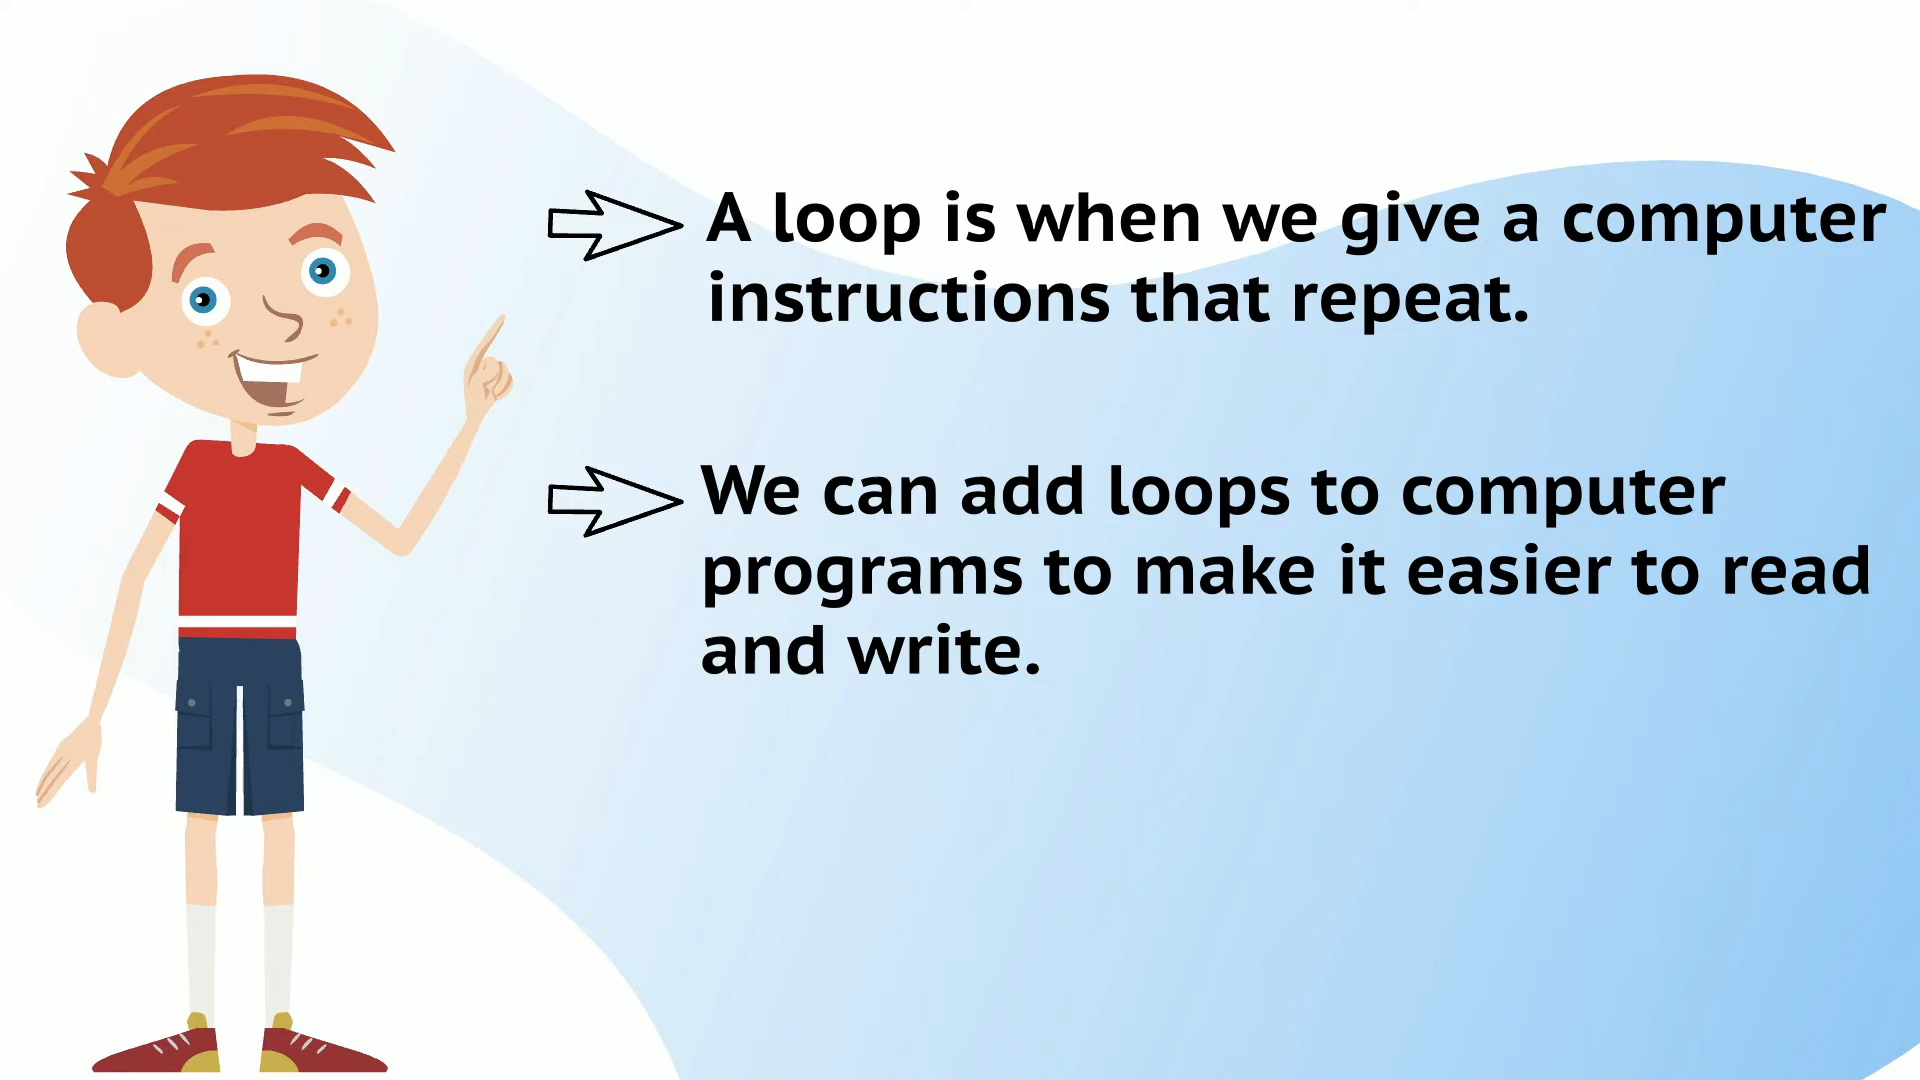 A loop is when we give a computer
instructions that repeat.
We can add loops to computer
programs to make it easier to read
and write.